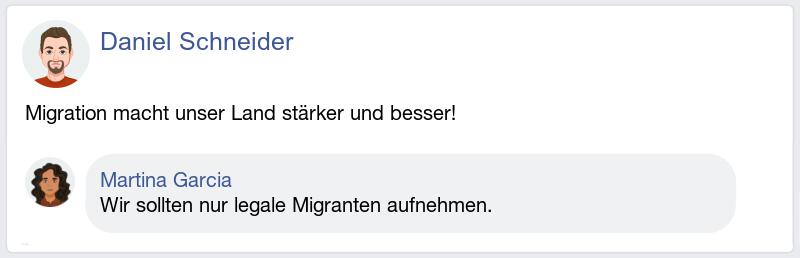 Daniel Schneider
Migration macht unser Land stärker und besser!
Martina Garcia
Wir sollten nur legale Migranten aufnehmen.